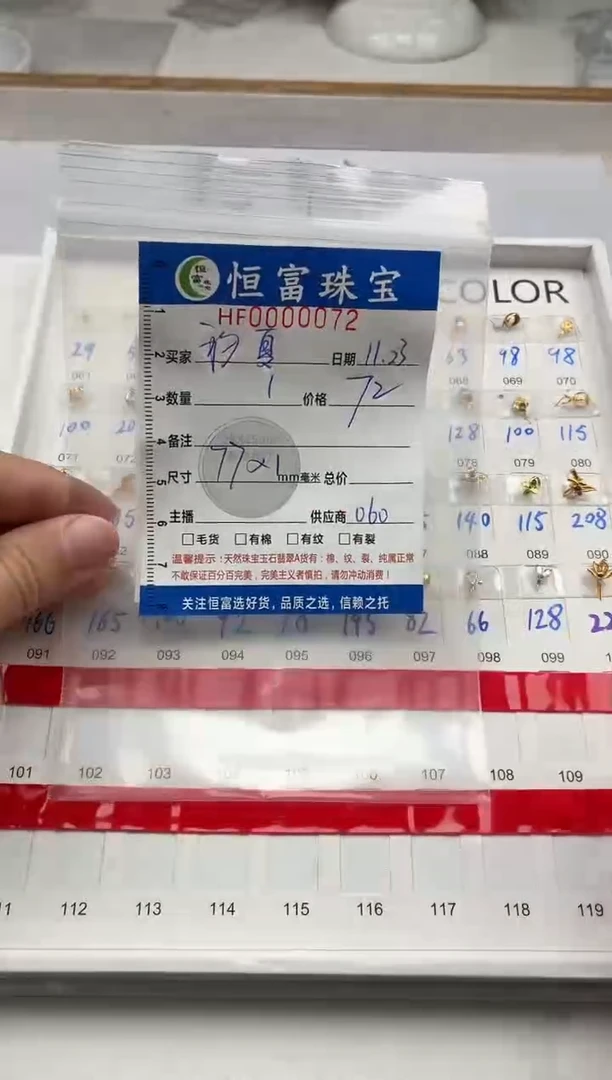 恒富珠宝
COLOR
HF0000072
买家 初夏 日期 11.23
数量 1 价格 72
备注
尺寸 77021 mm毫米 总价
主播 供应商 060
□毛货 □有棉 □有纹 □有裂
温馨提示：天然珠宝玉石翡翠A货有：棉、纹、裂、纯属正常
不敢保证百分百完美，完美主义者慎拍，请勿冲动消费！
关注恒富选好货，品质之选，信赖之托
29 63 98 98
068 069 070
100 20 128 100 115
071 072 078 079 080
140 115 208
088 089
166 165 92 195 82 66 128 22
091 092 093 094 095 096 097 098 099
101 102 103 107 108 109
112 113 114 115 116 117 118 119